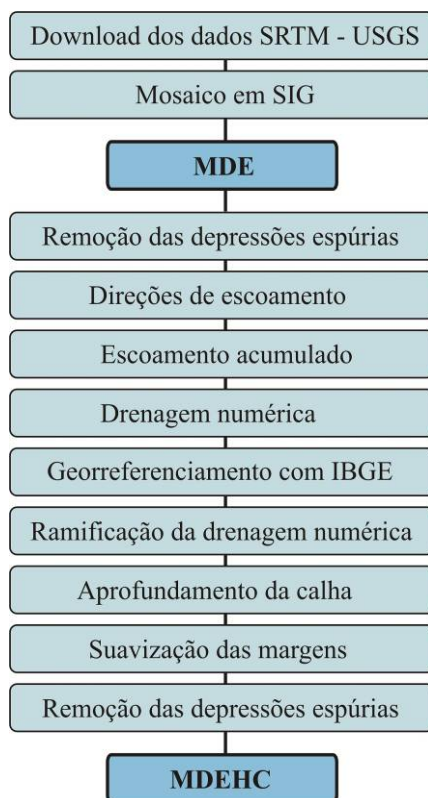 Download dos dados SRTM - USGS
Mosaico em SIG
MDE
Remoção das depressões espúrias
Direções de escoamento
Escoamento acumulado
Drenagem numérica
Georreferenciamento com IBGE
Ramificação da drenagem numérica
Aprofundamento da calha
Suavização das margens
Remoção das depressões espúrias
MDEHC